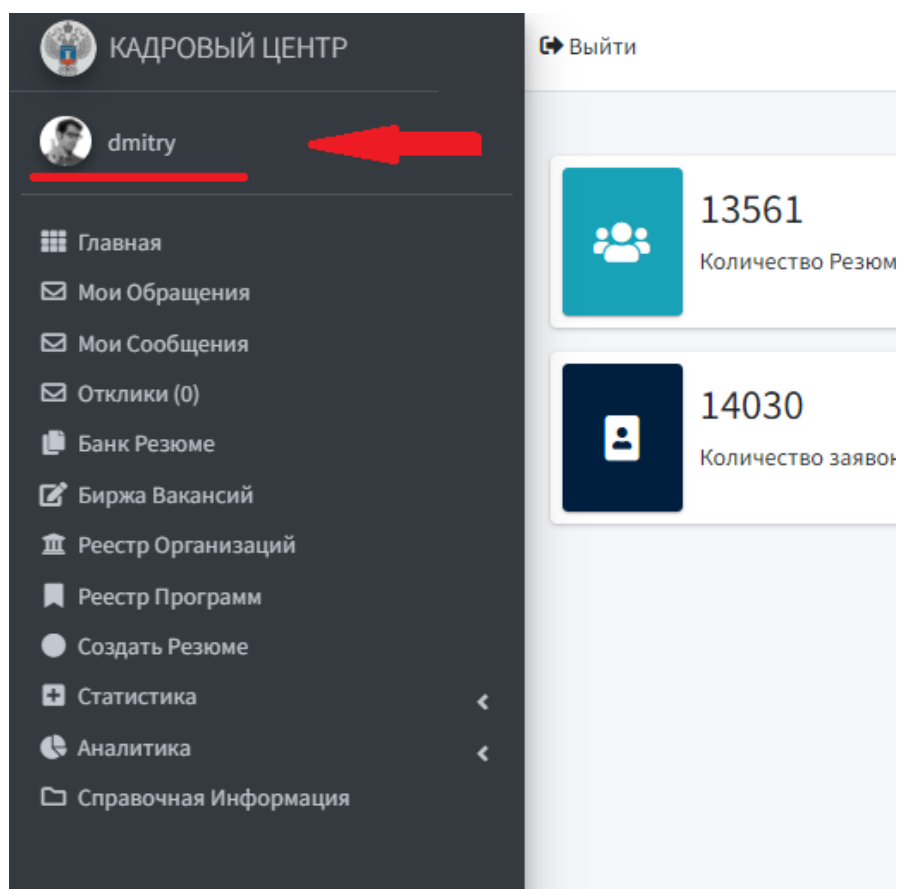 КАДРОВЫЙ ЦЕНТР
Выйти
dmitry
Главная
Мои Обращения
Мои Сообщения
Отклики (0)
Банк Резюме
Биржа Вакансий
Реестр Организаций
Реестр Программ
Создать Резюме
Статистика
Аналитика
Справочная Информация
13561
Количество Резюм
14030
Количество заявок